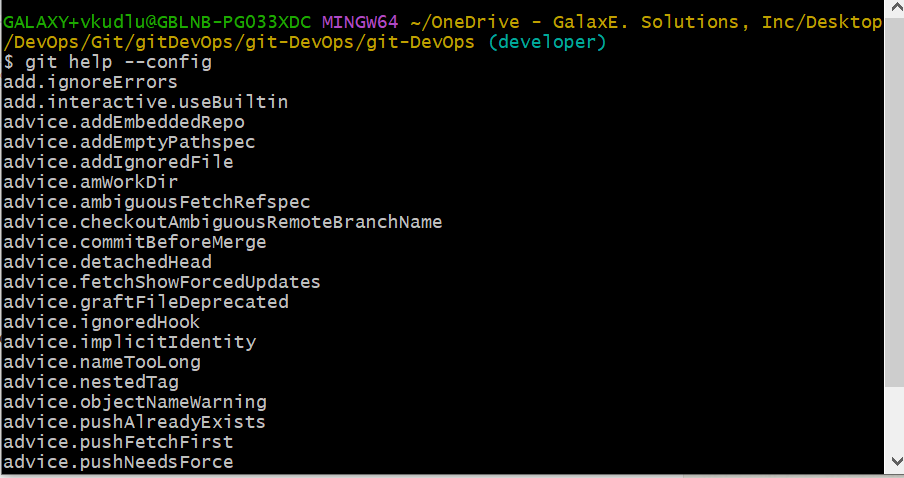 GALAXY+vkudlu@GBLNB-PG033XDC MINGW64 ~/OneDrive - GalaxE. Solutions, Inc/Desktop
/DevOps/Git/gitDevOps/git-DevOps/git-DevOps (developer)
$ git help --config
add.ignoreErrors
add.interactive.useBuiltin
advice.addEmbeddedRepo
advice.addEmptyPathspec
advice.addIgnoredFile
advice.amWorkDir
advice.ambiguousFetchRefspec
advice.checkoutAmbiguousRemoteBranchName
advice.commitBeforeMerge
advice.detachedHead
advice.fetchShowForcedUpdates
advice.graftFileDeprecated
advice.ignoredHook
advice.implicitIdentity
advice.nameTooLong
advice.nestedTag
advice.objectNameWarning
advice.pushAlreadyExists
advice.pushFetchFirst
advice.pushNeedsForce